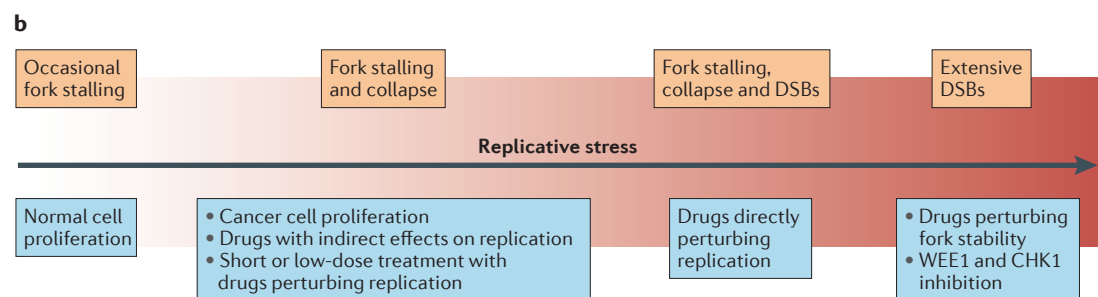 b
Occasional
fork stalling
Fork stalling
and collapse
Fork stalling,
collapse and DSBs
Extensive
DSBs
Replicative stress
Normal cell
proliferation
• Cancer cell proliferation
• Drugs with indirect effects on replication
• Short or low-dose treatment with
drugs perturbing replication
Drugs directly
perturbing
replication
• Drugs perturbing
fork stability
• WEE1 and CHK1
inhibition